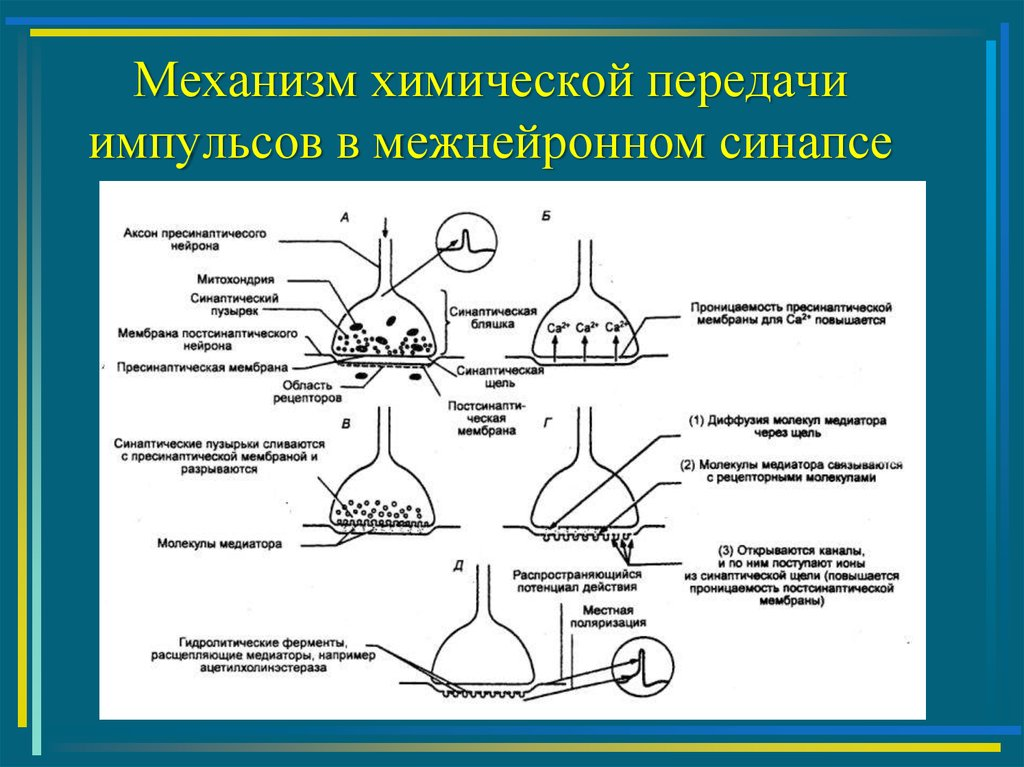 Механизм химической передачи
импульсов в межнейронном синапсе
А
Аксон пресинаптичесого
нейрона
Митохондрия
Синаптический
пузырек
Мембрана постсинаптического
нейрона
Пресинаптическая мембрана
Область
рецепторов
Синаптическая
бляшка
Синаптическая
щель
Постсинапти-
ческая
мембрана
Б
Ca2+ Ca2+ Ca2+
Проницаемость пресинаптической
мембраны для Ca2+ повышается
В
Синаптические пузырьки сливаются
с пресинаптической мембраной и
разрываются
Молекулы медиатора
Г
(1) Диффузия молекул медиатора
через щель
(2) Молекулы медиатора связываются
с рецепторными молекулами
(3) Открываются каналы,
и по ним поступают ионы
из синаптической щели (повышается
проницаемость постсинаптической
мембраны)
Д
Распространяющийся
потенциал действия
Местная
поляризация
Гидролитические ферменты,
расщепляющие медиаторы, например
ацетилхолинэстераза